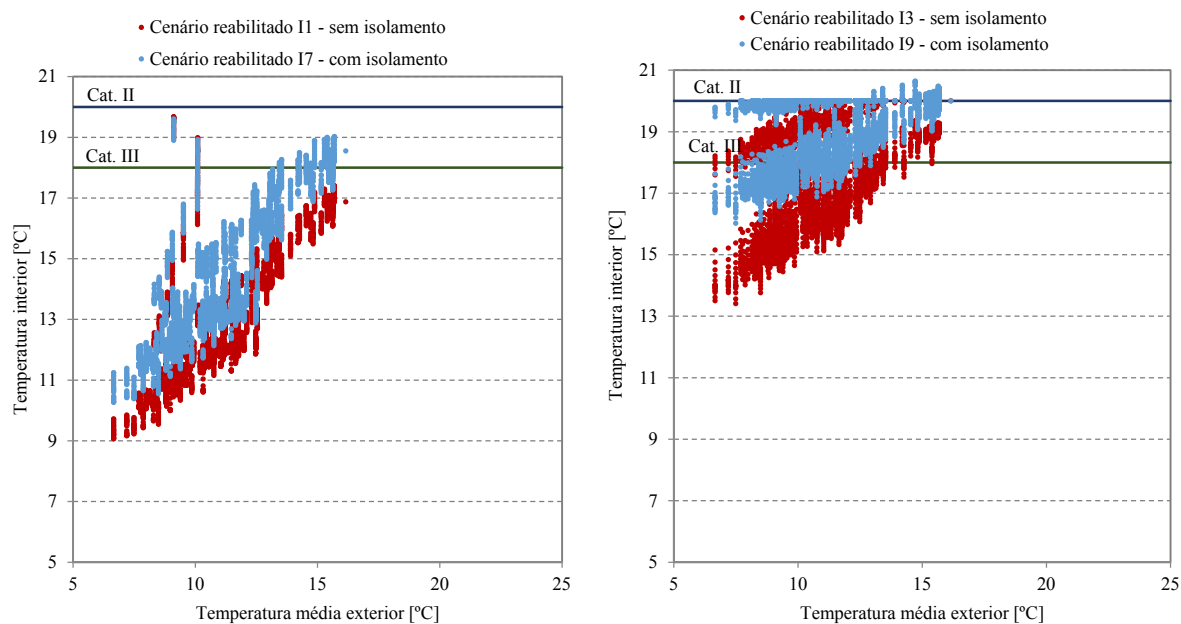 Cenário reabilitado I1 - sem isolamento
Cenário reabilitado I7 - com isolamento
21
19
17
15
13
11
9
7
5
Cat. II
Cat. III
Temperatura interior [ºC]
5
10
15
20
25
Temperatura média exterior [ºC]
Cenário reabilitado I3 - sem isolamento
Cenário reabilitado I9 - com isolamento
21
19
17
15
13
11
9
7
5
Cat. II
Cat. III
Temperatura interior [ºC]
5
10
15
20
25
Temperatura média exterior [ºC]